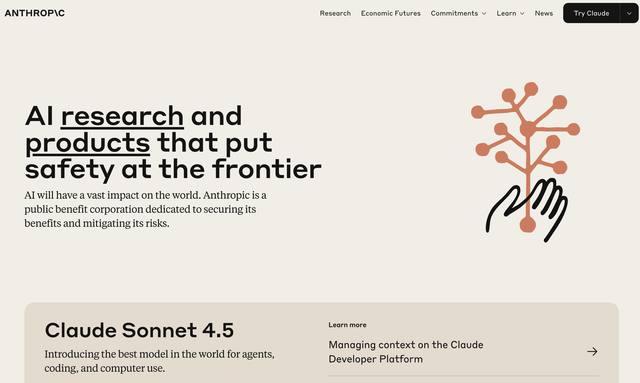 ANTHROP\C
Research Economic Futures Commitments Learn News Try Claude
AI research and
products that put
safety at the frontier
AI will have a vast impact on the world. Anthropic is a
public benefit corporation dedicated to securing its
benefits and mitigating its risks.
Claude Sonnet 4.5
Introducing the best model in the world for agents,
coding, and computer use.
Learn more
Managing context on the Claude
Developer Platform